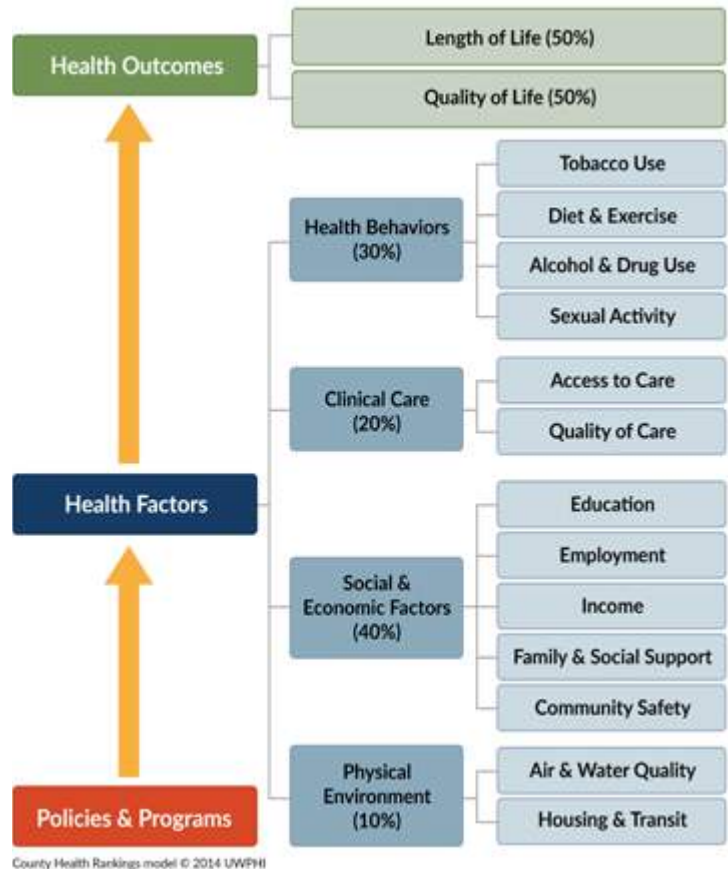 Health Outcomes
Length of Life (50%)
Quality of Life (50%)
Health Factors
Health Behaviors
(30%)
Tobacco Use
Diet & Exercise
Alcohol & Drug Use
Sexual Activity
Clinical Care
(20%)
Access to Care
Quality of Care
Social &
Economic Factors
(40%)
Education
Employment
Income
Family & Social Support
Community Safety
Physical
Environment
(10%)
Air & Water Quality
Housing & Transit
Policies & Programs
County Health Rankings model © 2014 UWPHI